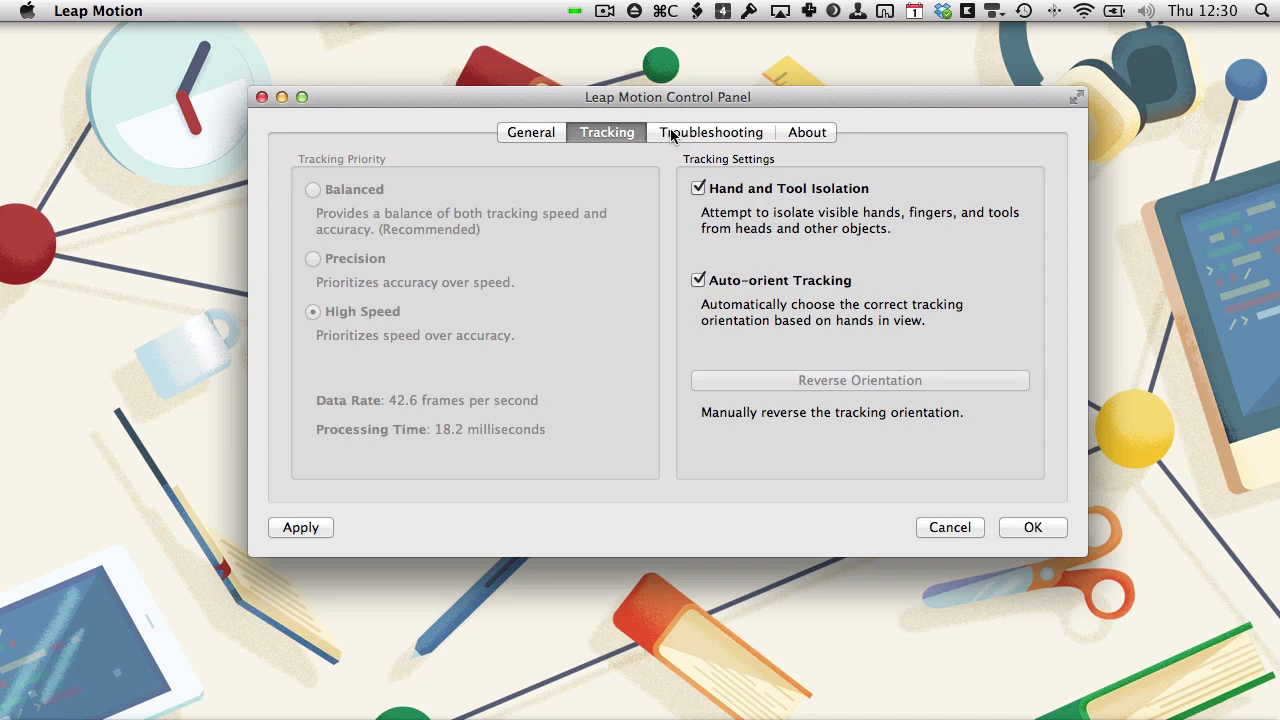 Leap Motion
⌘C
4
1
Thu 12:30
Leap Motion Control Panel
General
Tracking
Troubleshooting
About
Tracking Priority
Balanced
Provides a balance of both tracking speed and
accuracy. (Recommended)
Precision
Prioritizes accuracy over speed.
High Speed
Prioritizes speed over accuracy.
Data Rate: 42.6 frames per second
Processing Time: 18.2 milliseconds
Tracking Settings
Hand and Tool Isolation
Attempt to isolate visible hands, fingers, and tools
from heads and other objects.
Auto-orient Tracking
Automatically choose the correct tracking
orientation based on hands in view.
Reverse Orientation
Manually reverse the tracking orientation.
Apply
Cancel
OK